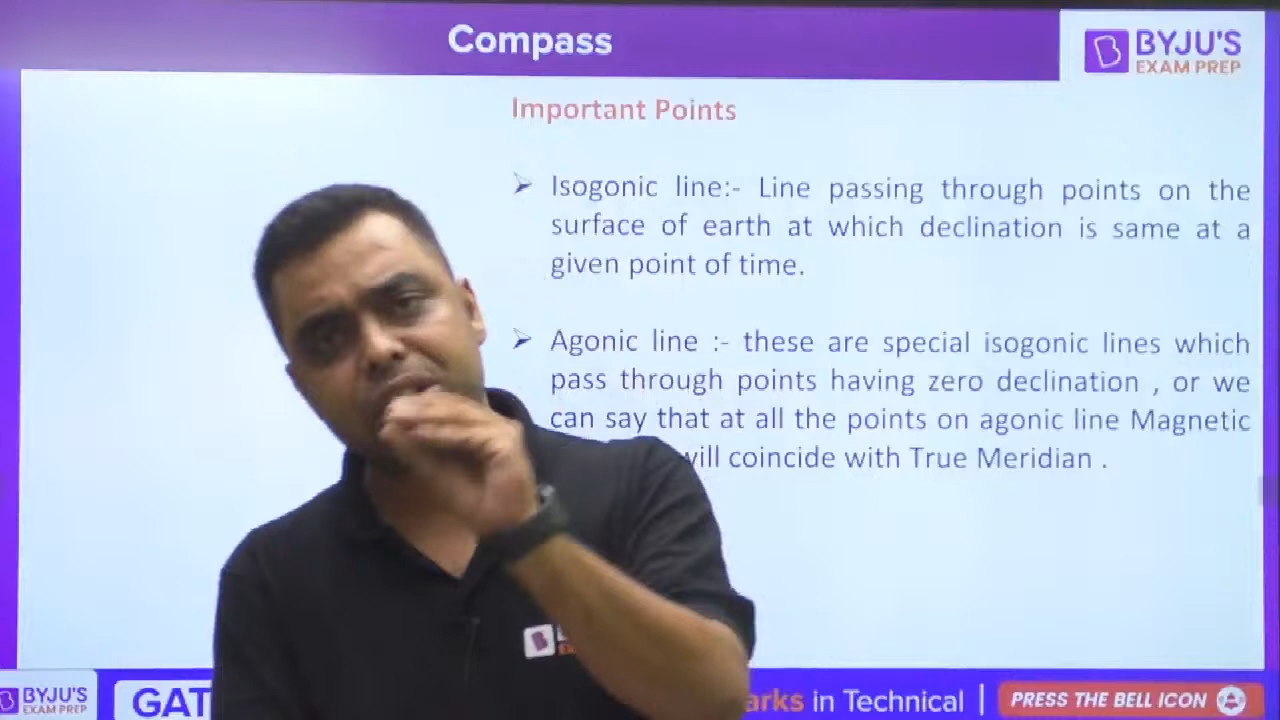 Compass
BYJU'S
EXAM PREP
Important Points
➢ Isogonic line:- Line passing through points on the
surface of earth at which declination is same at a
given point of time.
➢ Agonic line :- these are special isogonic lines which
pass through points having zero declination , or we
can say that at all the points on agonic line Magnetic
will coincide with True Meridian .
BYJU'S
EXAM PREP
GAT
arks in Technical | PRESS THE BELL ICON